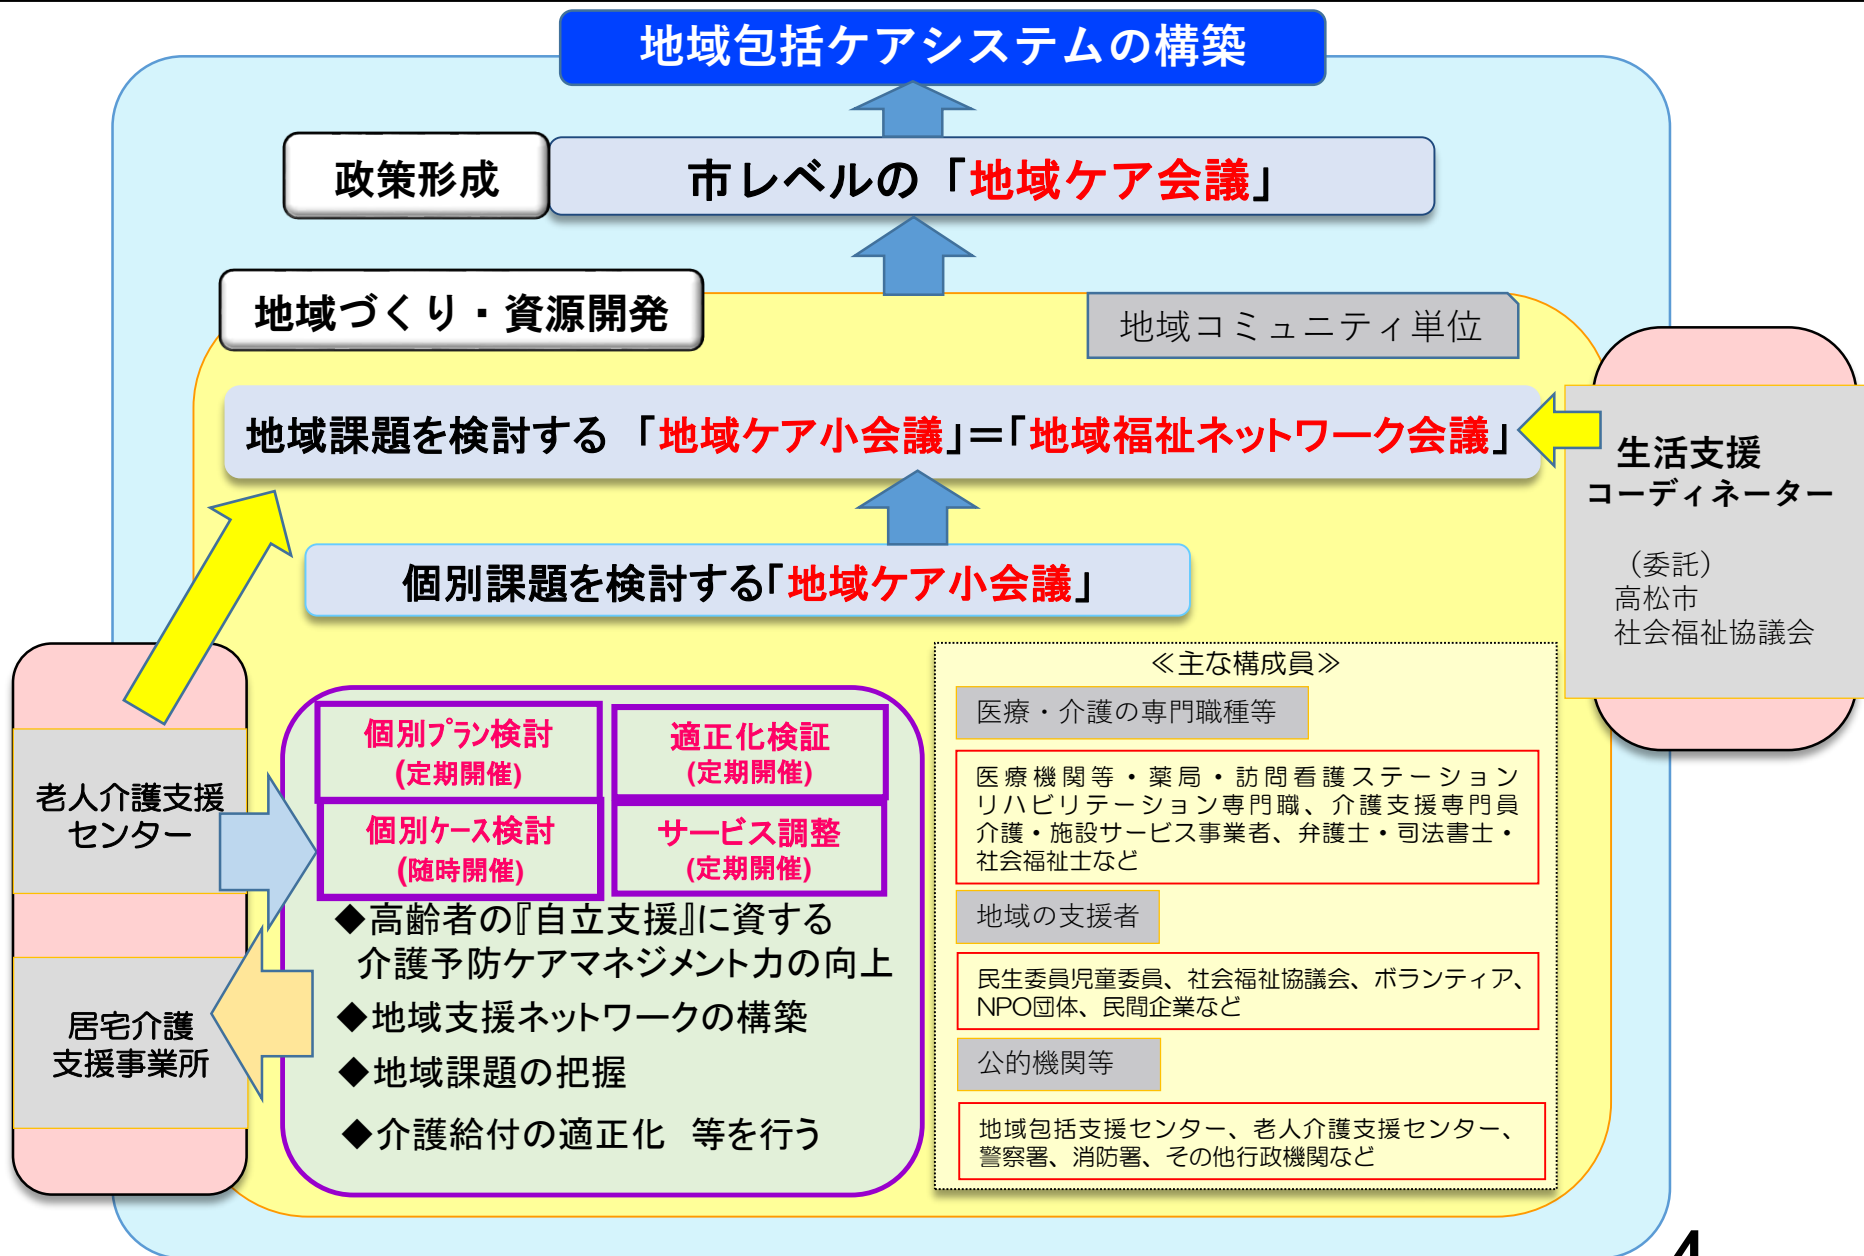 地域包括ケアシステムの構築
政策形成
市レベルの「地域ケア会議」
地域づくり・資源開発
地域コミュニティ単位
地域課題を検討する「地域ケア小会議」＝「地域福祉ネットワーク会議」
生活支援
コーディネーター
（委託）
高松市
社会福祉協議会
個別課題を検討する「地域ケア小会議」
老人介護支援
センター
居宅介護
支援事業所
個別プラン検討
(定期開催)
適正化検証
(定期開催)
個別ケース検討
(随時開催)
サービス調整
(定期開催)
◆高齢者の『自立支援』に資する
介護予防ケアマネジメント力の向上
◆地域支援ネットワークの構築
◆地域課題の把握
◆介護給付の適正化　等を行う
≪主な構成員≫
医療・介護の専門職種等
医療機関等・薬局・訪問看護ステーション
リハビリテーション専門職、介護支援専門員
介護・施設サービス事業者、弁護士・司法書士・
社会福祉士など
地域の支援者
民生委員児童委員、社会福祉協議会、ボランティア、
NPO団体、民間企業など
公的機関等
地域包括支援センター、老人介護支援センター、
警察署、消防署、その他行政機関など
4